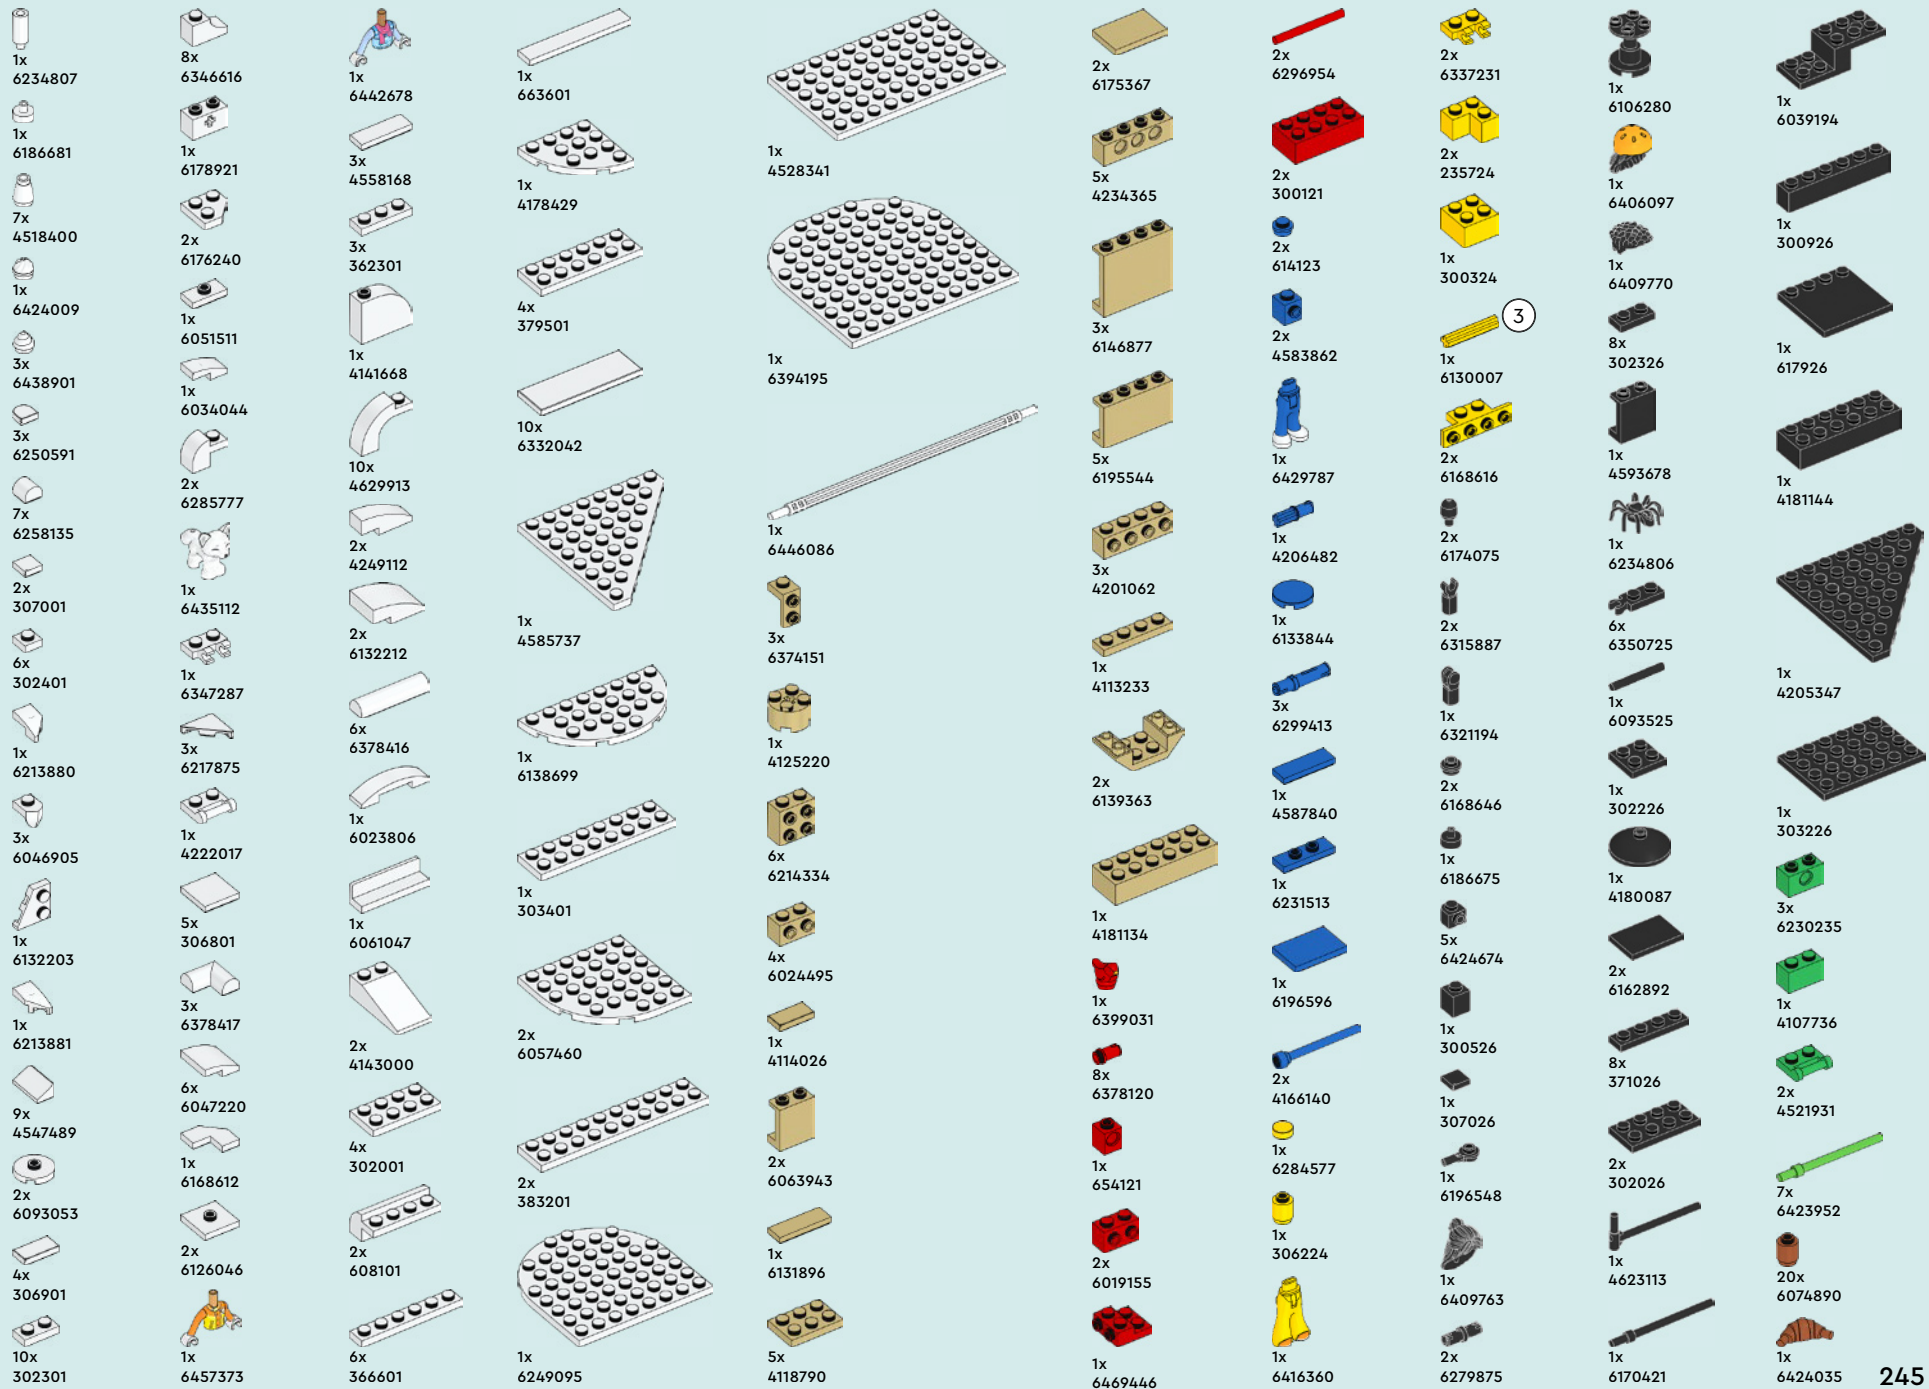 1x
6234807
1x
6186681
7x
4518400
1x
6424009
3x
6438901
3x
6250591
7x
6258135
2x
307001
6x
302401
1x
6213880
3x
6046905
1x
6132203
1x
6213881
9x
4547489
2x
6093053
4x
306901
10x
302301
8x
6346616
1x
6178921
2x
6176240
1x
6051511
1x
6034044
2x
6285777
1x
6435112
1x
6347287
3x
6217875
1x
4222017
5x
306801
3x
6378417
6x
6047220
1x
6168612
2x
6126046
1x
6457373
1x
6442678
3x
4558168
3x
362301
1x
4141668
10x
4629913
2x
4249112
2x
6132212
6x
6378416
1x
6023806
1x
6061047
2x
4143000
4x
302001
2x
608101
6x
366601
1x
663601
1x
4178429
4x
379501
10x
6332042
1x
4585737
1x
6138699
1x
303401
2x
6057460
2x
383201
1x
6249095
1x
4528341
1x
6394195
1x
6446086
3x
6374151
1x
4125220
6x
6214334
4x
6024495
1x
4114026
2x
6063943
1x
6131896
5x
4118790
2x
6175367
5x
4234365
3x
6146877
5x
6195544
3x
4201062
1x
4113233
2x
6139363
1x
4181134
1x
6399031
8x
6378120
1x
654121
2x
6019155
1x
6469446
2x
6296954
2x
300121
2x
614123
2x
4583862
1x
6429787
1x
4206482
1x
6133844
3x
6299413
1x
4587840
1x
6231513
1x
6196596
2x
4166140
1x
6284577
1x
306224
1x
6416360
2x
6337231
2x
235724
1x
300324
3
1x
6130007
2x
6168616
2x
6174075
2x
6315887
1x
6321194
2x
6168646
1x
6186675
5x
6424674
1x
300526
1x
307026
1x
6196548
1x
6409763
2x
6279875
1x
6106280
1x
6406097
1x
6409770
8x
302326
1x
4593678
1x
6234806
6x
6350725
1x
6093525
1x
302226
1x
4180087
2x
6162892
8x
371026
2x
302026
1x
4623113
1x
6170421
1x
6039194
1x
300926
1x
617926
1x
4181144
1x
4205347
1x
303226
3x
6230235
1x
4107736
2x
4521931
7x
6423952
20x
6074890
1x
6424035
245